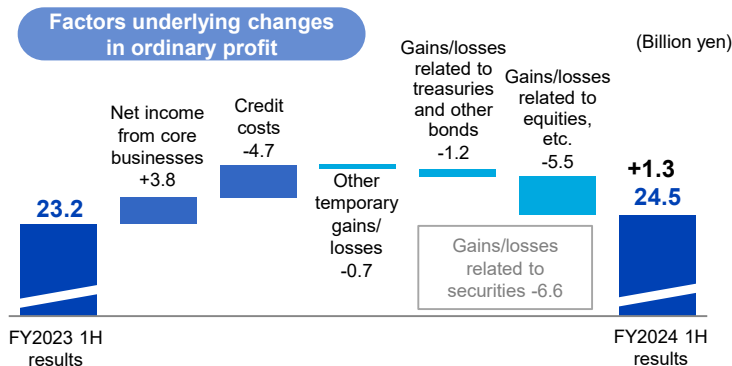 Factors underlying changes
in ordinary profit
(Billion yen)
23.2
Net income
from core
businesses
+3.8
Credit
costs
-4.7
Other
temporary
gains/
losses
-0.7
Gains/losses
related to
treasuries
and other
bonds
-1.2
Gains/losses
related to
equities,
etc.
-5.5
Gains/losses
related to
securities -6.6
+1.3
24.5
FY2023 1H
results
FY2024 1H
results